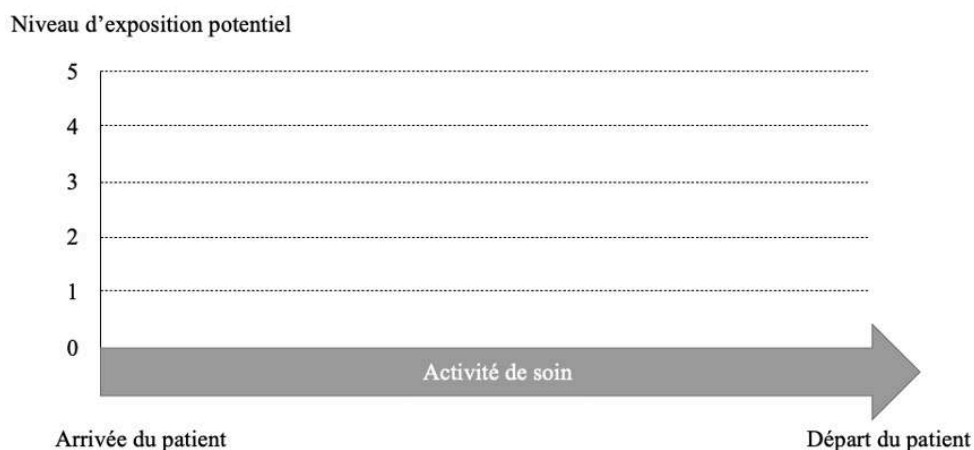 Niveau d’exposition potentiel
5
4
3
2
1
0
Activité de soin
Arrivée du patient
Départ du patient